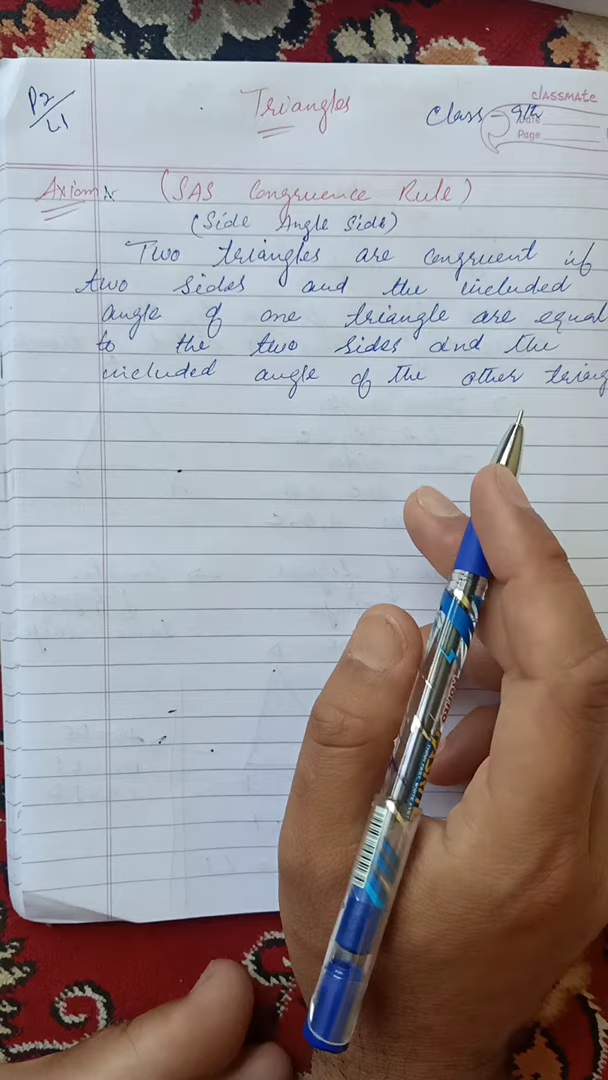 P2/L1
Triangles
Class - 9th
CLASSMATE
Date
Page
Axiom :- (SAS Congruence Rule)
(Side Angle Side)
Two triangles are congruent if
two sides and the included
angle of one triangle are equal
to the two sides and the
included angle of the other triang